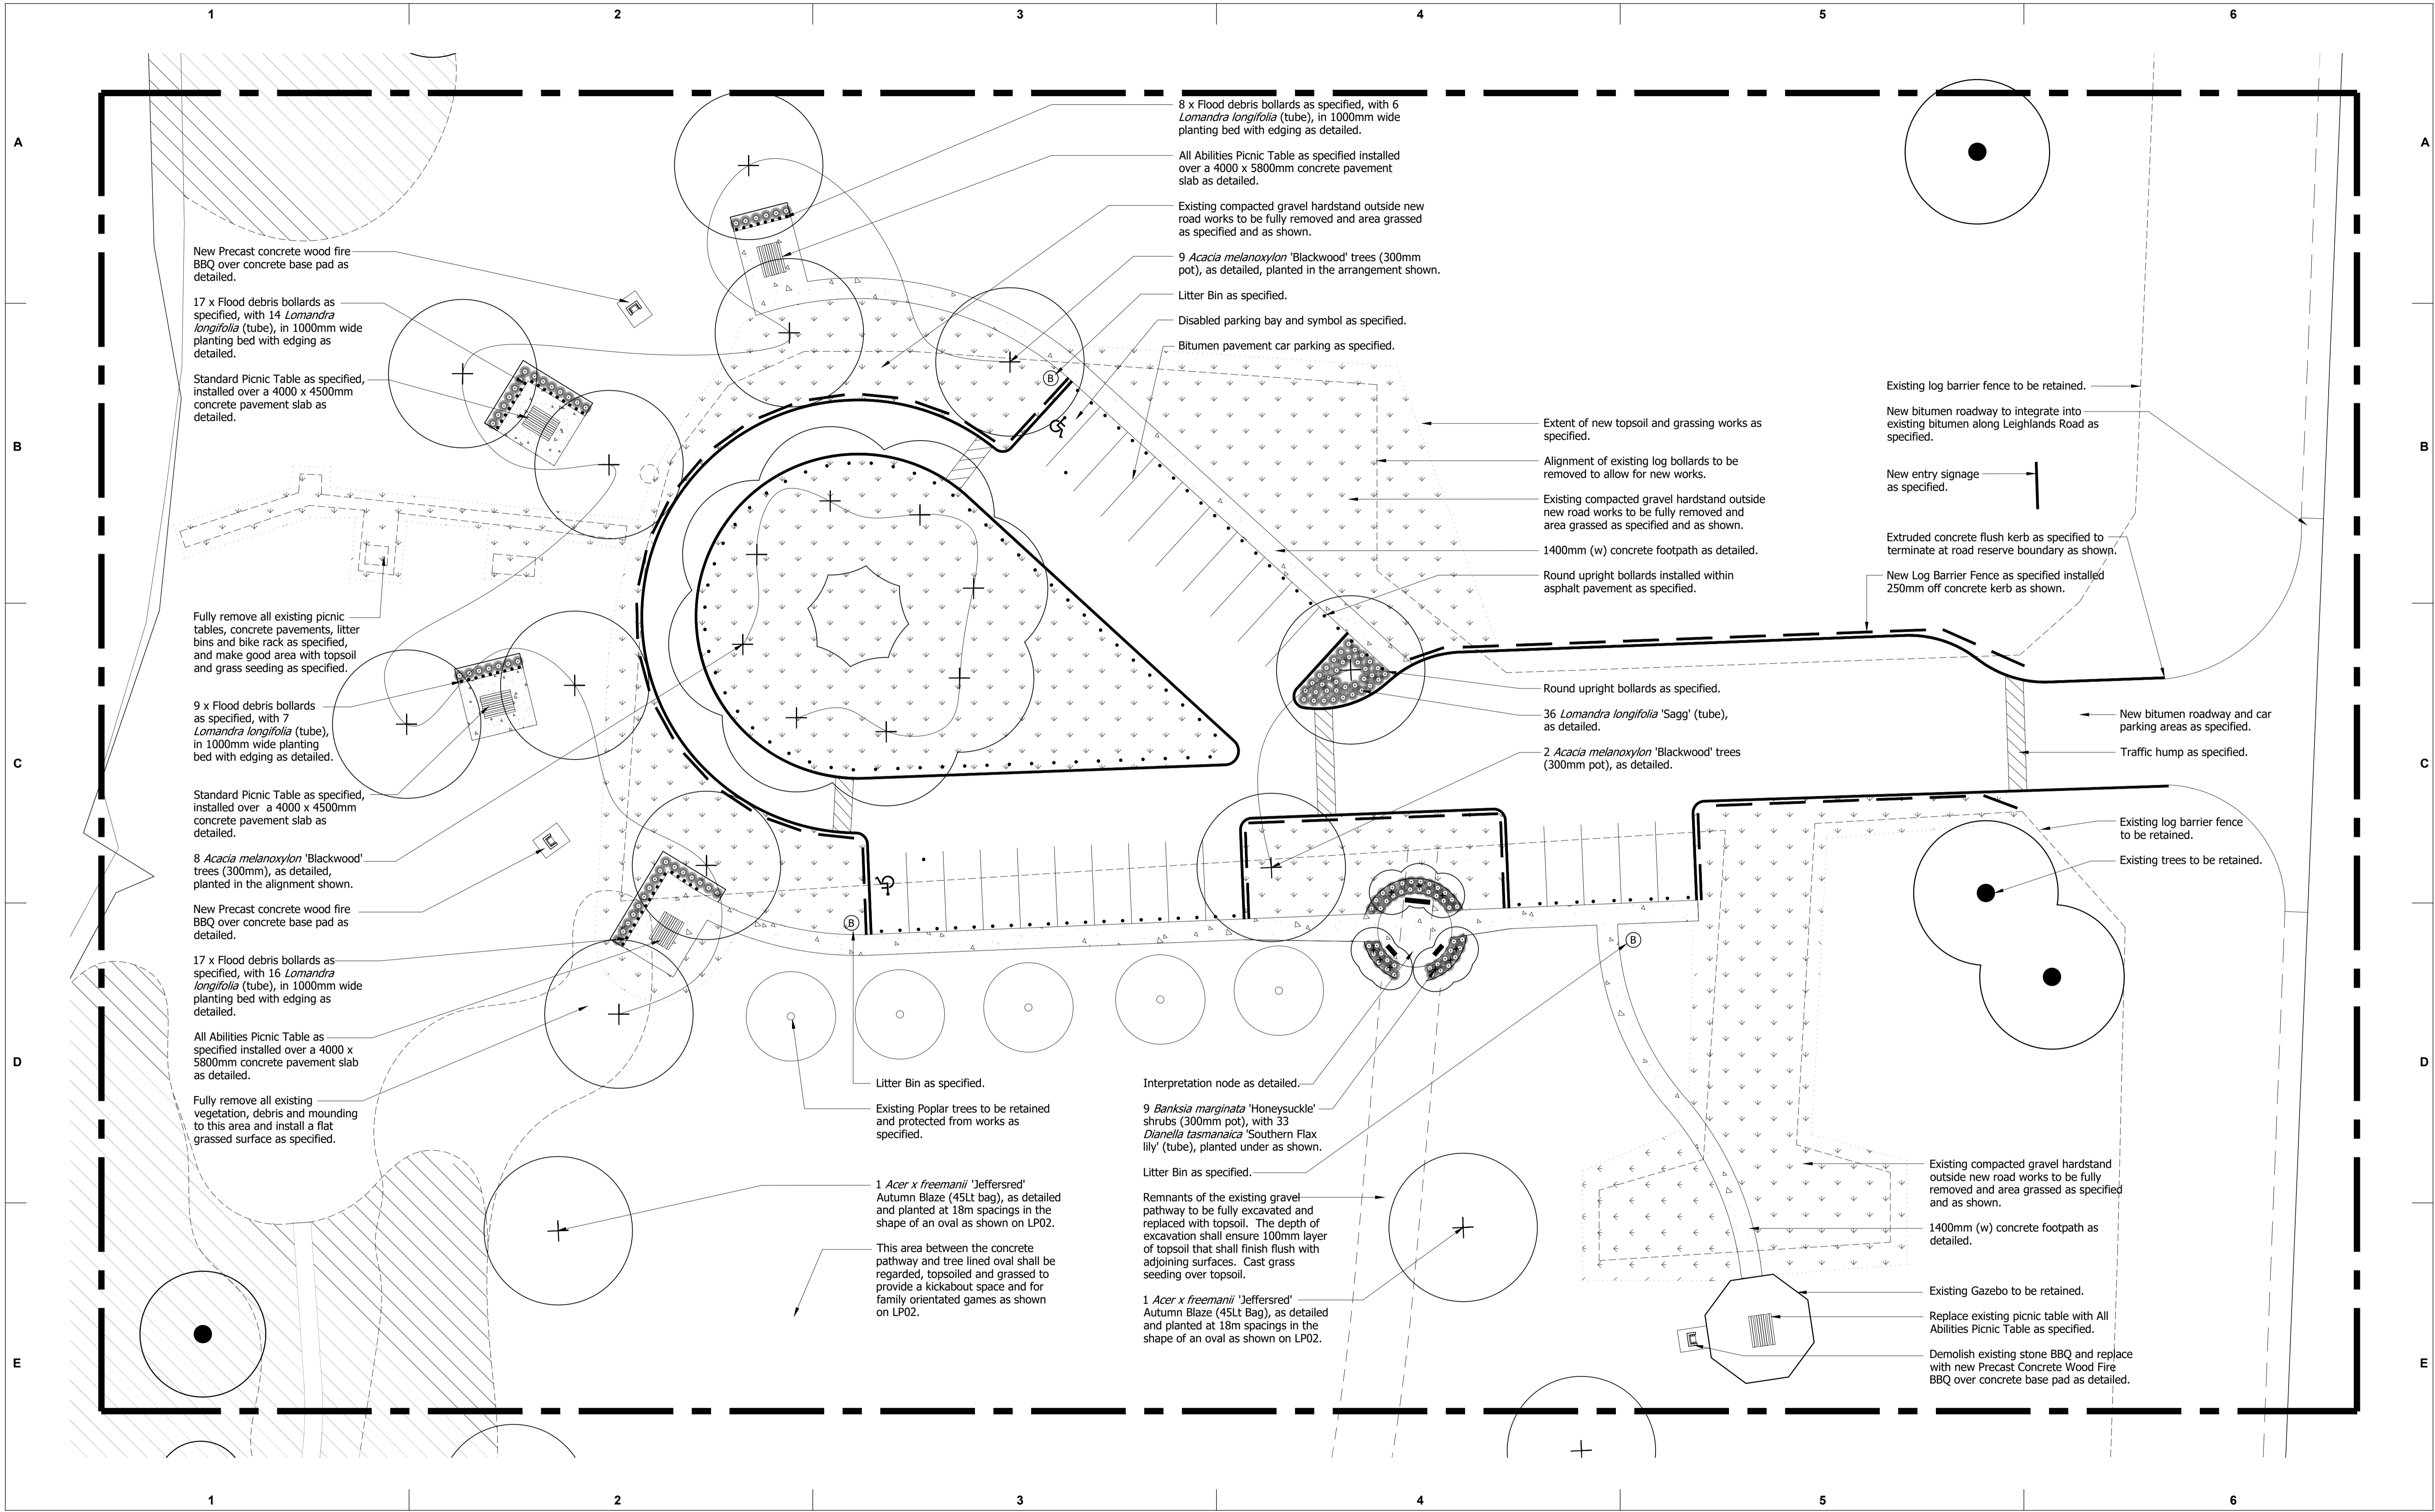 1
2
3
4
5
6
A
A
B
B
C
C
D
D
E
E
New Precast concrete wood fire
BBQ over concrete base pad as
detailed.
17 x Flood debris bollards as
specified, with 14 Lomandra
longifolia (tube), in 1000mm wide
planting bed with edging as
detailed.
Standard Picnic Table as specified,
installed over a 4000 x 4500mm
concrete pavement slab as
detailed.
Fully remove all existing picnic
tables, concrete pavements, litter
bins and bike rack as specified,
and make good area with topsoil
and grass seeding as specified.
9 x Flood debris bollards
as specified, with 7
Lomandra longifolia (tube),
in 1000mm wide planting
bed with edging as detailed.
Standard Picnic Table as specified,
installed over a 4000 x 4500mm
concrete pavement slab as
detailed.
8 Acacia melanoxylon 'Blackwood'
trees (300mm), as detailed,
planted in the alignment shown.
New Precast concrete wood fire
BBQ over concrete base pad as
detailed.
17 x Flood debris bollards as
specified, with 16 Lomandra
longifolia (tube), in 1000mm wide
planting bed with edging as
detailed.
All Abilities Picnic Table as
specified installed over a 4000 x
5800mm concrete pavement slab
as detailed.
Fully remove all existing
vegetation, debris and mounding
to this area and install a flat
grassed surface as specified.
8 x Flood debris bollards as specified, with 6
Lomandra longifolia (tube), in 1000mm wide
planting bed with edging as detailed.
All Abilities Picnic Table as specified installed
over a 4000 x 5800mm concrete pavement
slab as detailed.
Existing compacted gravel hardstand outside new
road works to be fully removed and area grassed
as specified and as shown.
9 Acacia melanoxylon 'Blackwood' trees (300mm
pot), as detailed, planted in the arrangement shown.
Litter Bin as specified.
Disabled parking bay and symbol as specified.
Bitumen pavement car parking as specified.
B
Extent of new topsoil and grassing works as
specified.
Alignment of existing log bollards to be
removed to allow for new works.
Existing compacted gravel hardstand outside
new road works to be fully removed and
area grassed as specified and as shown.
1400mm (w) concrete footpath as detailed.
Round upright bollards installed within
asphalt pavement as specified.
Round upright bollards as specified.
36 Lomandra longifolia 'Sagg' (tube),
as detailed.
2 Acacia melanoxylon 'Blackwood' trees
(300mm pot), as detailed.
Existing log barrier fence to be retained.
New bitumen roadway to integrate into
existing bitumen along Leighlands Road as
specified.
New entry signage
as specified.
Extruded concrete flush kerb as specified to
terminate at road reserve boundary as shown.
New Log Barrier Fence as specified installed
250mm off concrete kerb as shown.
New bitumen roadway and car
parking areas as specified.
Traffic hump as specified.
Existing log barrier fence
to be retained.
Existing trees to be retained.
B
B
Litter Bin as specified.
Existing Poplar trees to be retained
and protected from works as
specified.
1 Acer x freemanii 'Jeffersred'
Autumn Blaze (45Lt bag), as detailed
and planted at 18m spacings in the
shape of an oval as shown on LP02.
This area between the concrete
pathway and tree lined oval shall be
regarded, topsoiled and grassed to
provide a kickabout space and for
family orientated games as shown
on LP02.
Interpretation node as detailed.
9 Banksia marginata 'Honeysuckle'
shrubs (300mm pot), with 33
Dianella tasmanaica 'Southern Flax
lily' (tube), planted under as shown.
Litter Bin as specified.
Remnants of the existing gravel
pathway to be fully excavated and
replaced with topsoil. The depth of
excavation shall ensure 100mm layer
of topsoil that shall finish flush with
adjoining surfaces. Cast grass
seeding over topsoil.
1 Acer x freemanii 'Jeffersred'
Autumn Blaze (45Lt Bag), as detailed
and planted at 18m spacings in the
shape of an oval as shown on LP02.
Existing compacted gravel hardstand
outside new road works to be fully
removed and area grassed as specified
and as shown.
1400mm (w) concrete footpath as
detailed.
Existing Gazebo to be retained.
Replace existing picnic table with All
Abilities Picnic Table as specified.
Demolish existing stone BBQ and replace
with new Precast Concrete Wood Fire
BBQ over concrete base pad as detailed.
1
2
3
4
5
6